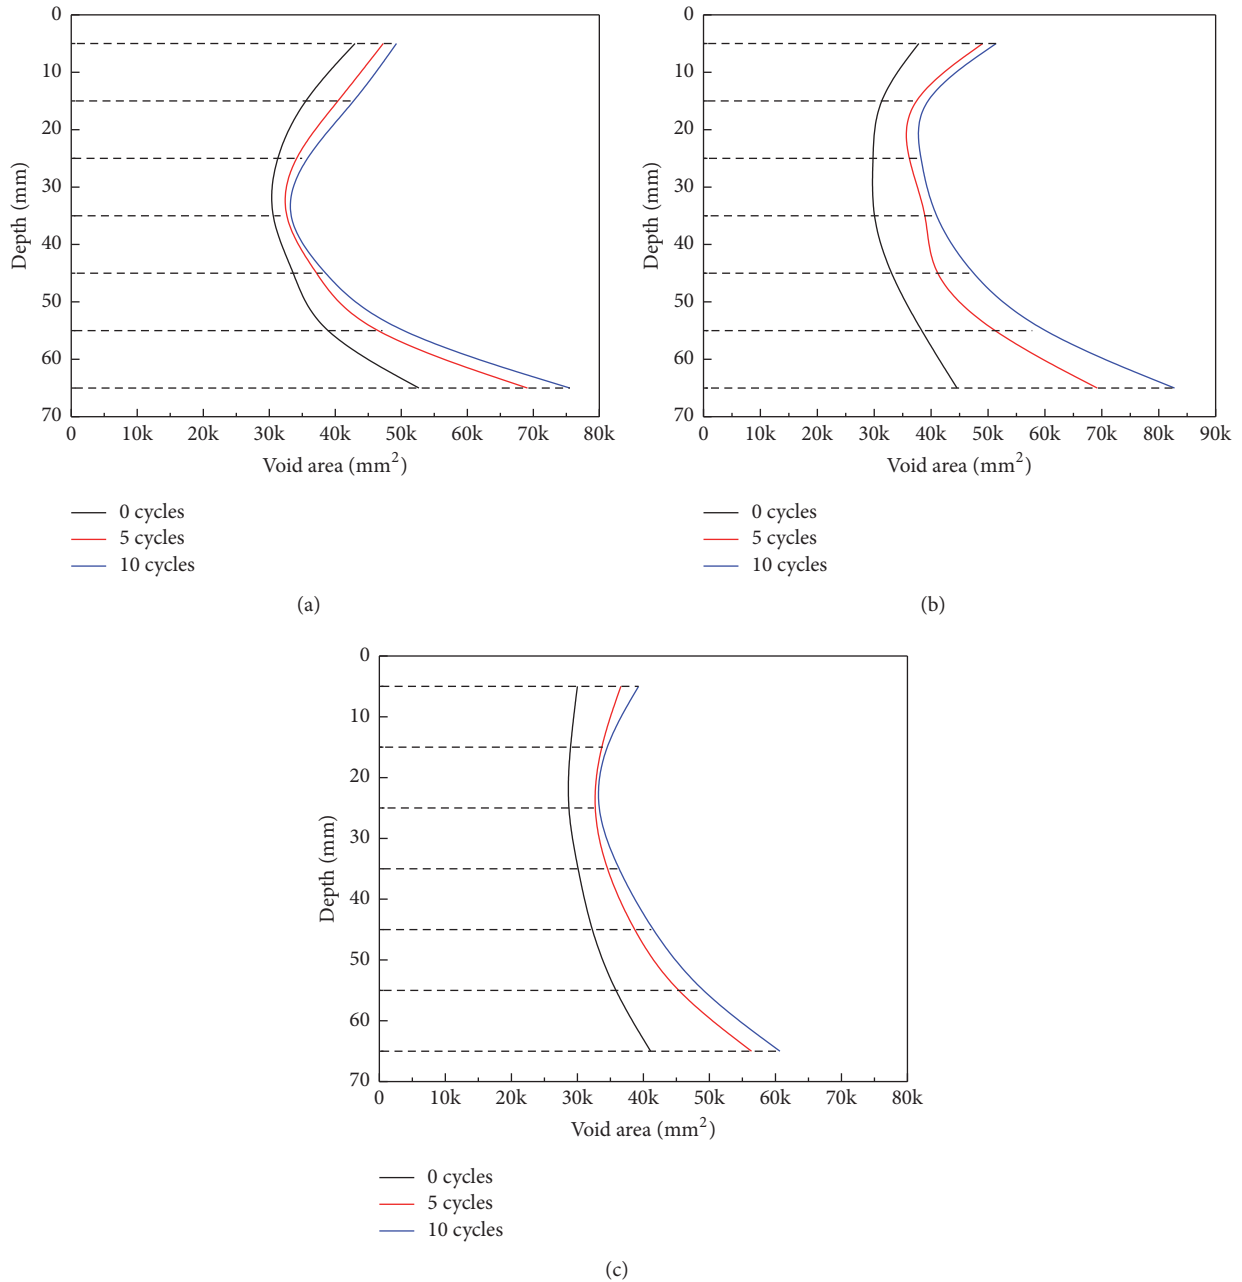 0
10
20
30
40
50
60
70
Depth (mm)
0 10k 20k 30k 40k 50k 60k 70k 80k
Void area (mm²)
0 cycles
5 cycles
10 cycles
(a)
0
10
20
30
40
50
60
70
Depth (mm)
0 10k 20k 30k 40k 50k 60k 70k 80k 90k
Void area (mm²)
0 cycles
5 cycles
10 cycles
(b)
0
10
20
30
40
50
60
70
Depth (mm)
0 10k 20k 30k 40k 50k 60k 70k 80k
Void area (mm²)
0 cycles
5 cycles
10 cycles
(c)